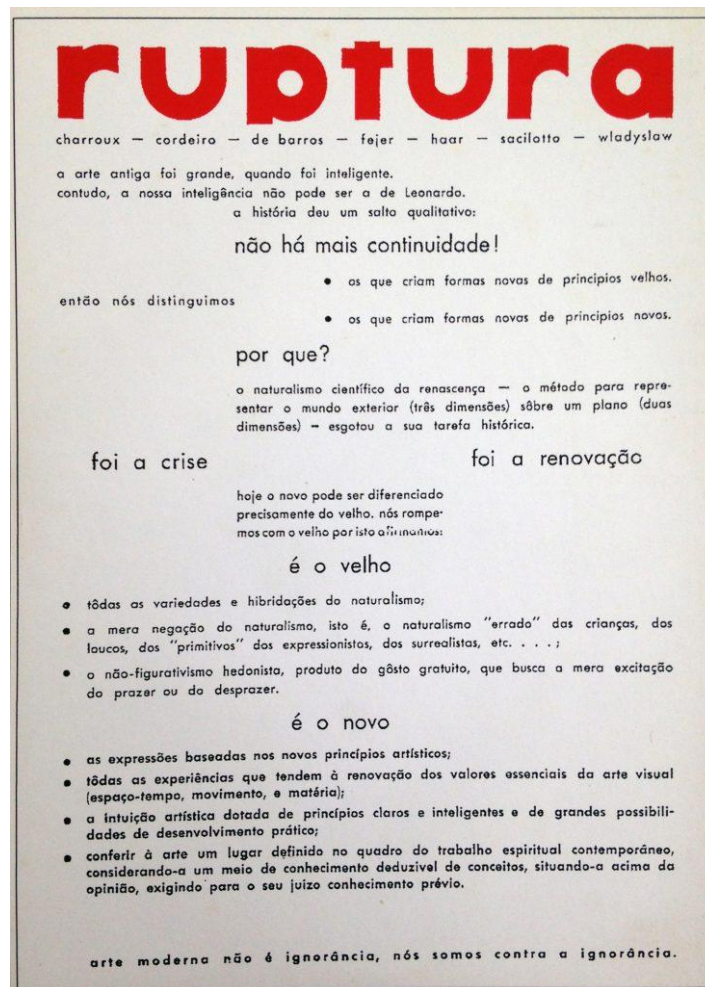 ruptura
charroux – cordeiro – de barros – fejer – haar – sacilotto – wladyslaw
a arte antiga foi grande, quando foi inteligente.
contudo, a nossa inteligência não pode ser a de Leonardo.
a história deu um salto qualitativo:
não há mais continuidade!
• os que criam formas novas de principios velhos.
então nós distinguimos
• os que criam formas novas de principios novos.
por que?
o naturalismo científico da renascença — o método para repre-
sentar o mundo exterior (três dimensões) sôbre um plano (duas
dimensões) — esgotou a sua tarefa histórica.
foi a crise foi a renovação
hoje o novo pode ser diferenciado
precisamente do velho. nós rompe-
mos com o velho por isto afirmamos:
é o velho
• tôdas as variedades e hibridações do naturalismo;
• a mera negação do naturalismo, isto é, o naturalismo "errado" das crianças, dos
loucos, dos "primitivos" dos expressionistas, dos surrealistas, etc. . . . ;
• o não-figurativismo hedonista, produto do gôsto gratuito, que busca a mera excitação
do prazer ou do desprazer.
é o novo
• as expressões baseadas nos novos princípios artísticos;
• tôdas as experiências que tendem à renovação dos valores essenciais da arte visual
(espaço-tempo, movimento, e matéria);
• a intuição artística dotada de princípios claros e inteligentes e de grandes possibili-
dades de desenvolvimento prático;
• conferir à arte um lugar definido no quadro do trabalho espiritual contemporâneo,
considerando-a um meio de conhecimento deduzivel de conceitos, situando-a acima da
opinião, exigindo para o seu juizo conhecimento prévio.
arte moderna não é ignorância, nós somos contra a ignorância.